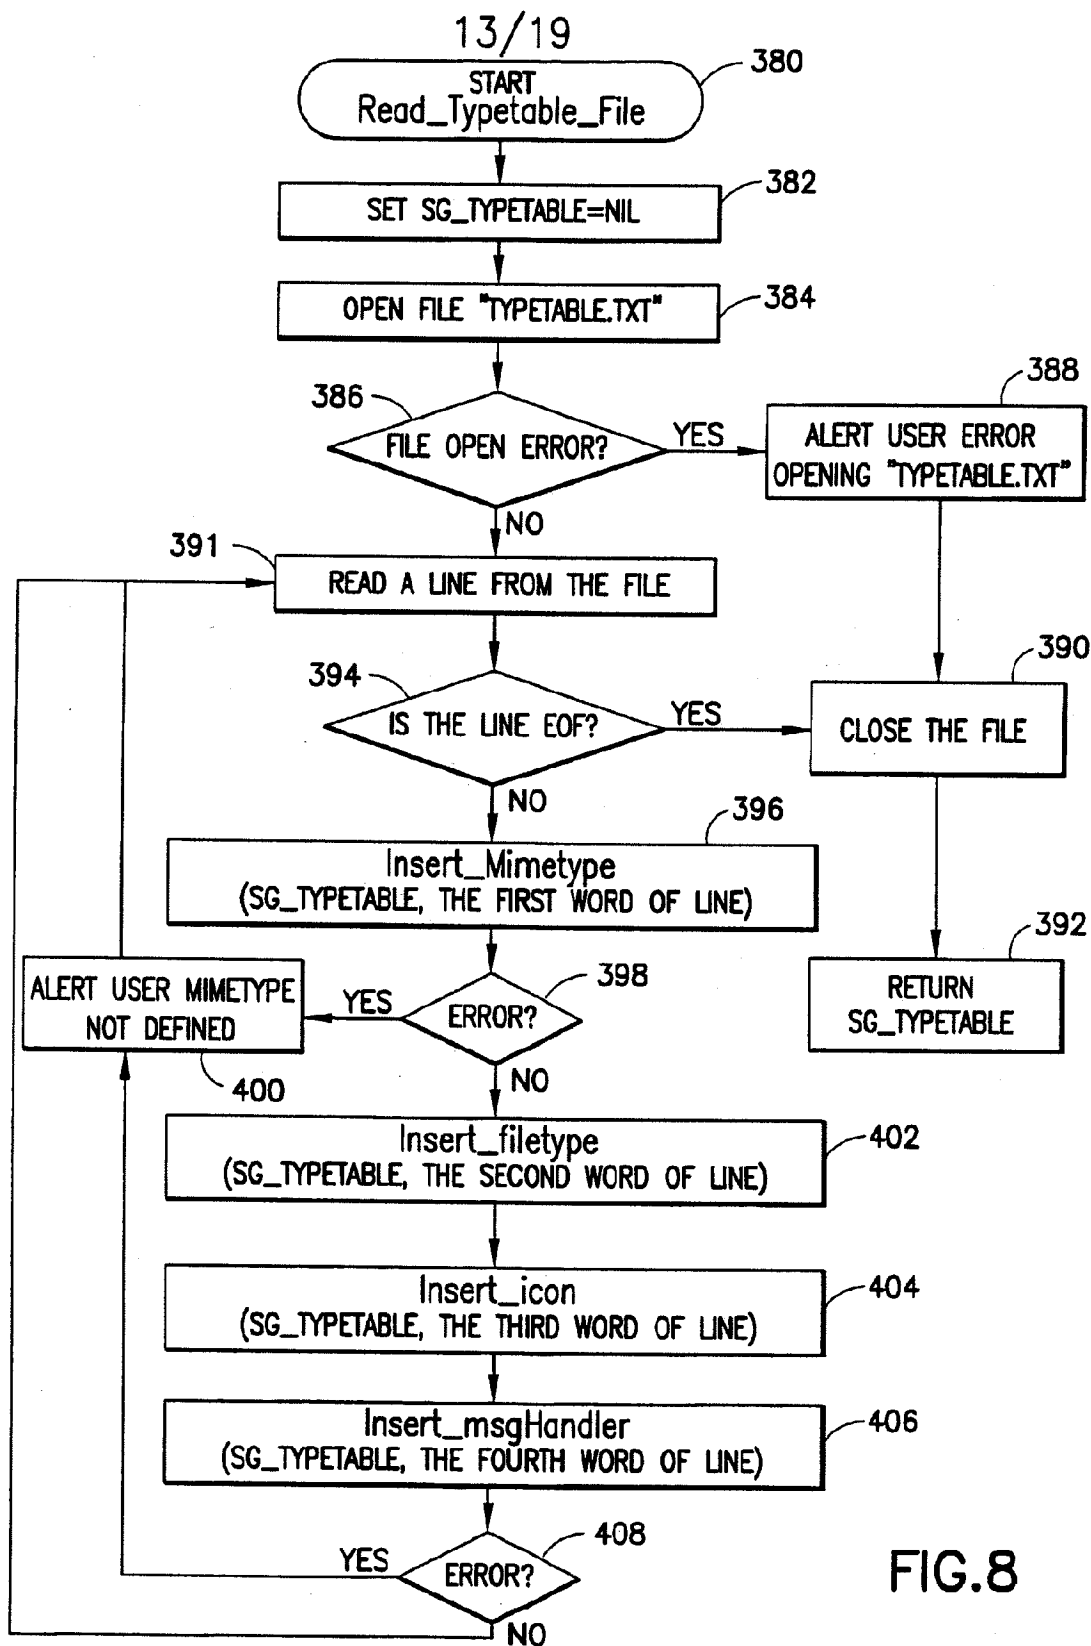 13/19
START
Read_Typetable_File
380
SET SG_TYPETABLE=NIL
382
OPEN FILE "TYPETABLE.TXT"
384
386
FILE OPEN ERROR?
YES
388
ALERT USER ERROR
OPENING "TYPETABLE.TXT"
NO
391
READ A LINE FROM THE FILE
394
IS THE LINE EOF?
YES
390
CLOSE THE FILE
NO
396
Insert_Mimetype
(SG_TYPETABLE, THE FIRST WORD OF LINE)
392
RETURN
SG_TYPETABLE
398
ERROR?
YES
ALERT USER MIMETYPE
NOT DEFINED
400
NO
Insert_filetype
(SG_TYPETABLE, THE SECOND WORD OF LINE)
402
Insert_icon
(SG_TYPETABLE, THE THIRD WORD OF LINE)
404
Insert_msgHandler
(SG_TYPETABLE, THE FOURTH WORD OF LINE)
406
408
ERROR?
YES
NO
FIG.8